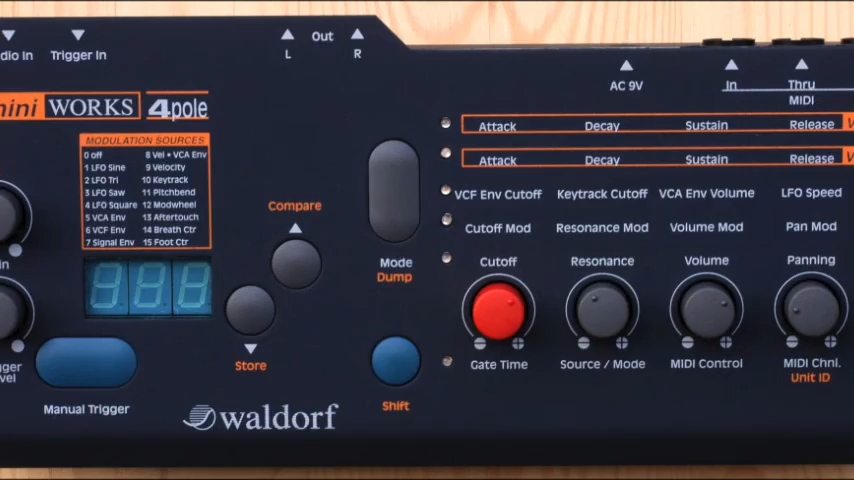 dio In
Trigger In
Out
L
R
AC 9V
In
Thru
MIDI
mini WORKS 4pole
MODULATION SOURCES
0 off
8 Vel • VCA Env
1 LFO Sine
9 Velocity
2 LFO Tri
10 Keytrack
3 LFO Saw
11 Pitchbend
4 LFO Square
12 Modwheel
5 VCA Env
13 Aftertouch
6 VCF Env
14 Breath Ctr
7 Signal Env
15 Foot Ctr
Attack
Decay
Sustain
Release
Attack
Decay
Sustain
Release
VCF Env Cutoff
Keytrack Cutoff
VCA Env Volume
LFO Speed
Cutoff Mod
Resonance Mod
Volume Mod
Pan Mod
Compare
Mode
Dump
Cutoff
Resonance
Volume
Panning
Store
Gate Time
Source / Mode
MIDI Control
MIDI Chnl.
Unit ID
Manual Trigger
Shift
waldorf